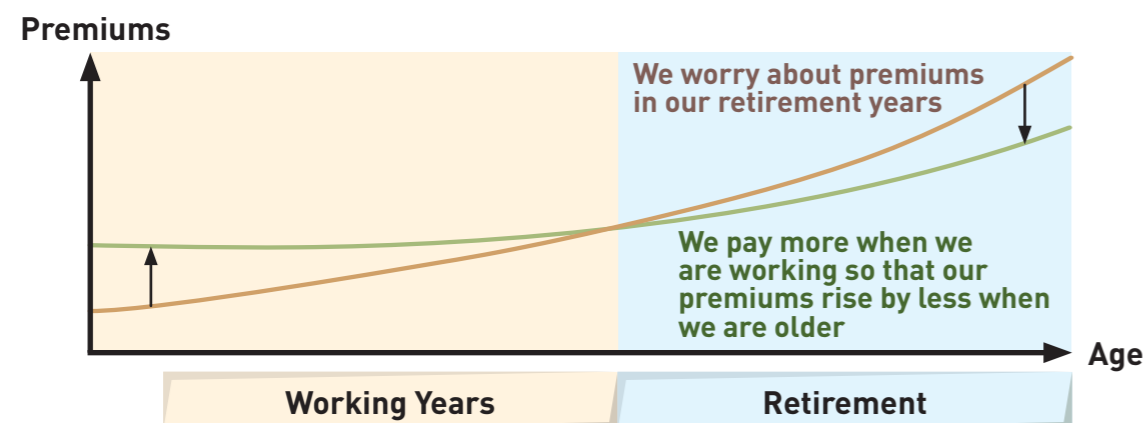 Premiums
We worry about premiums
in our retirement years
We pay more when we
are working so that our
premiums rise by less when
we are older
Age
Working Years
Retirement